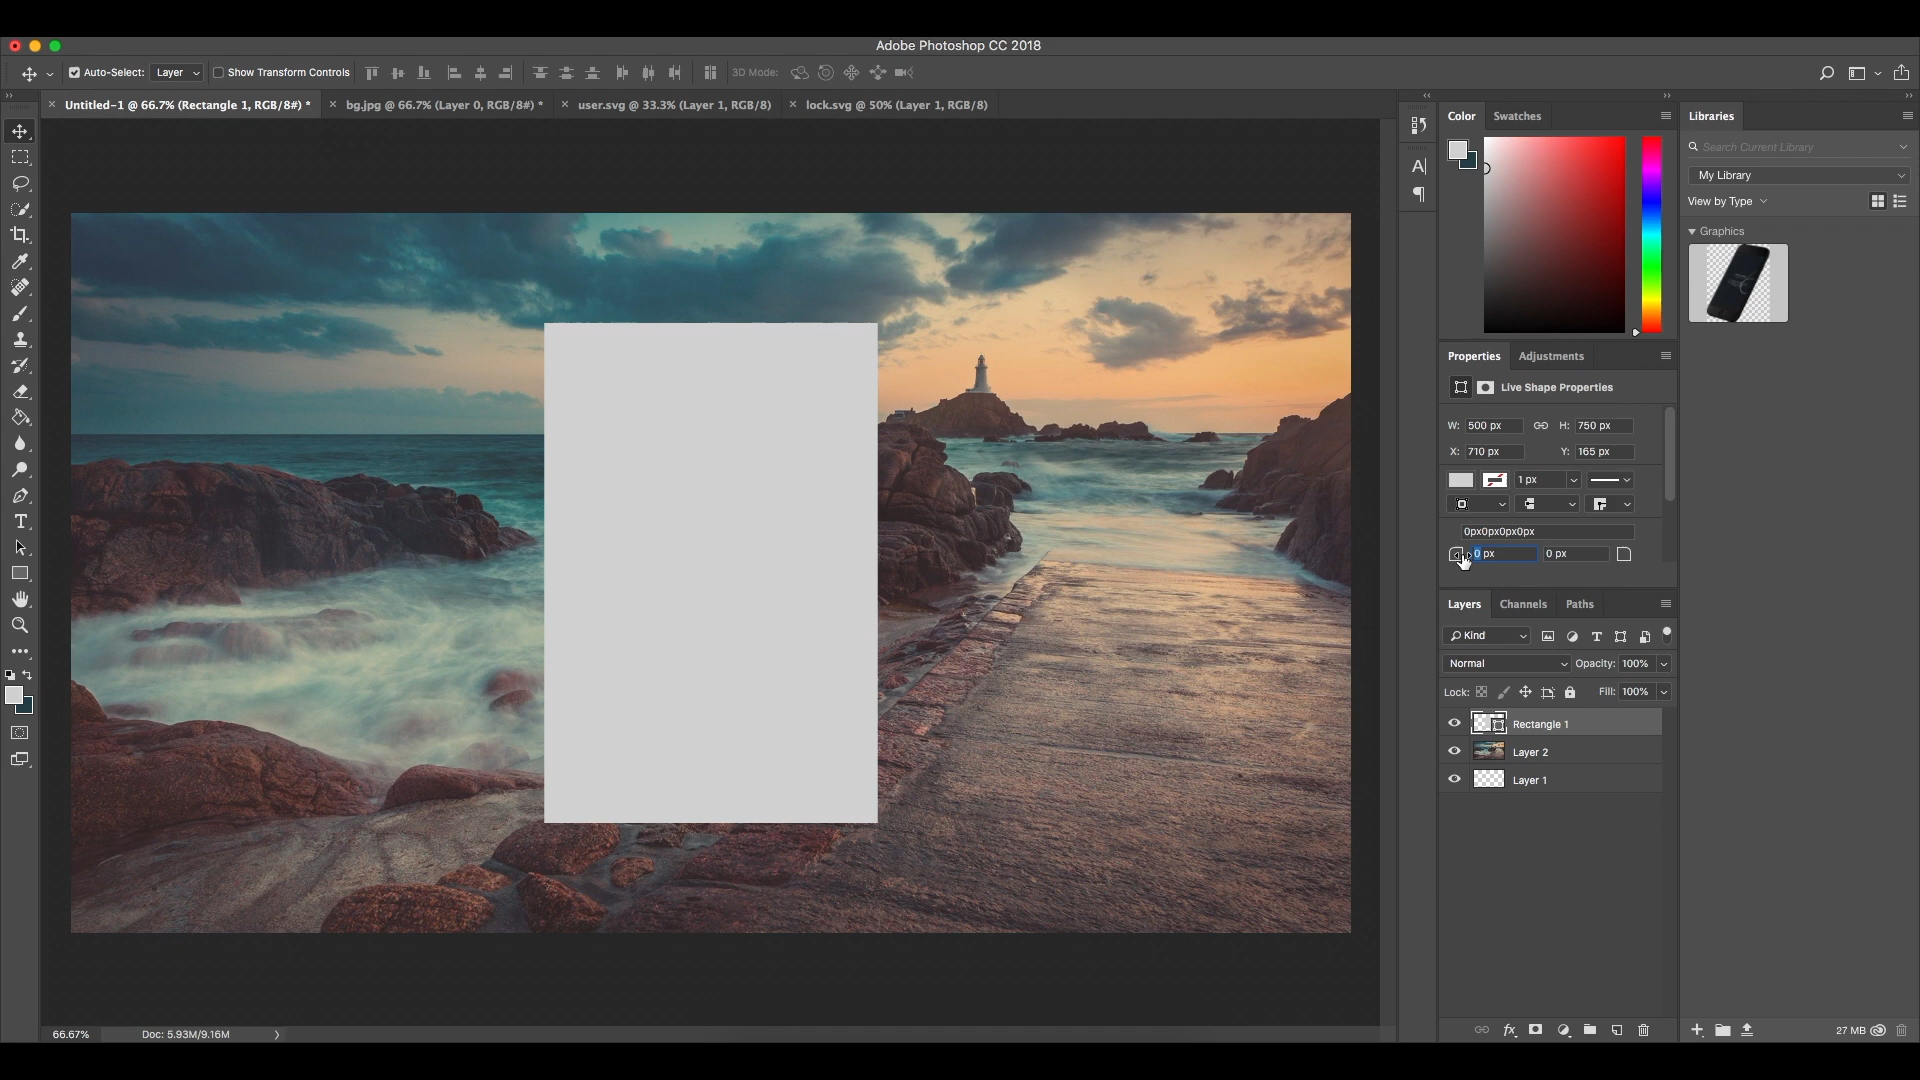 Adobe Photoshop CC 2018
Auto-Select: Layer Show Transform Controls 3D Mode:
Untitled-1 @ 66.7% (Rectangle 1, RGB/8#) * bg.jpg @ 66.7% (Layer 0, RGB/8#) * user.svg @ 33.3% (Layer 1, RGB/8) lock.svg @ 50% (Layer 1, RGB/8)
Color Swatches
Libraries
Search Current Library
My Library
View by Type
Graphics
Properties Adjustments
Live Shape Properties
W: 500 px H: 750 px
X: 710 px Y: 165 px
1 px
0px0px0px0px
0 px 0 px
Layers Channels Paths
Kind
Normal Opacity: 100%
Lock: Fill: 100%
Rectangle 1
Layer 2
Layer 1
66.67% Doc: 5.93M/9.16M
fx
27 MB